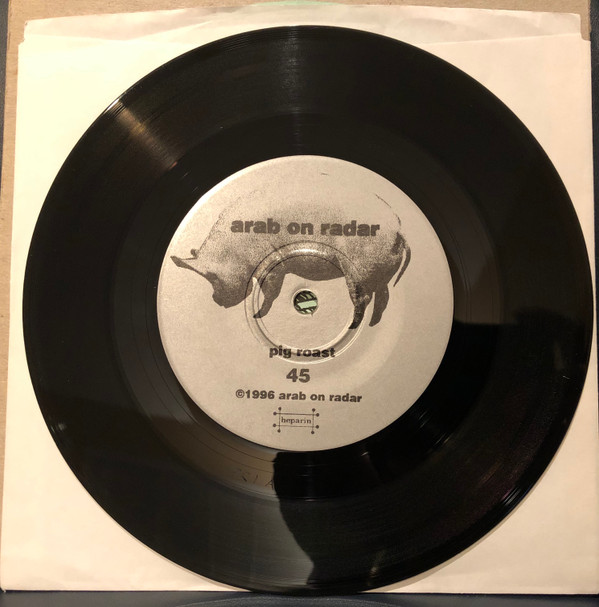 arab on radar
pig roast
45
©1996 arab on radar
heparin